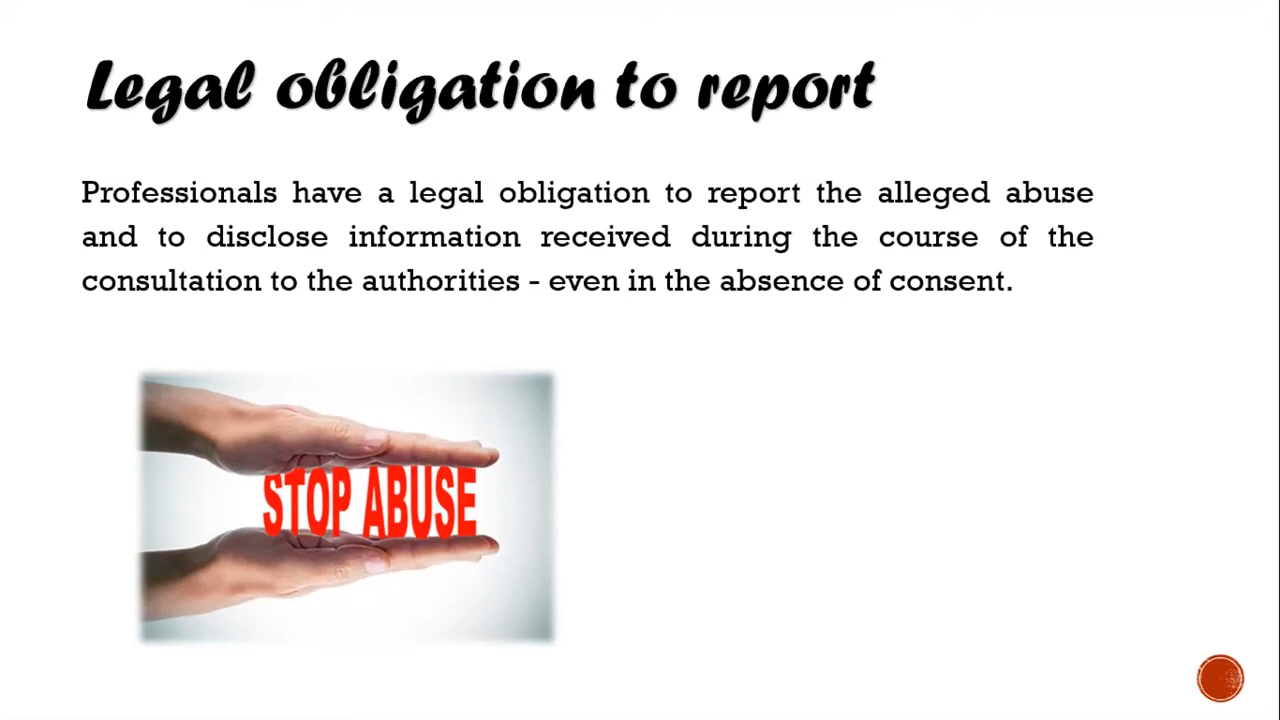 Legal obligation to report
Professionals have a legal obligation to report the alleged abuse
and to disclose information received during the course of the
consultation to the authorities - even in the absence of consent.
STOP ABUSE